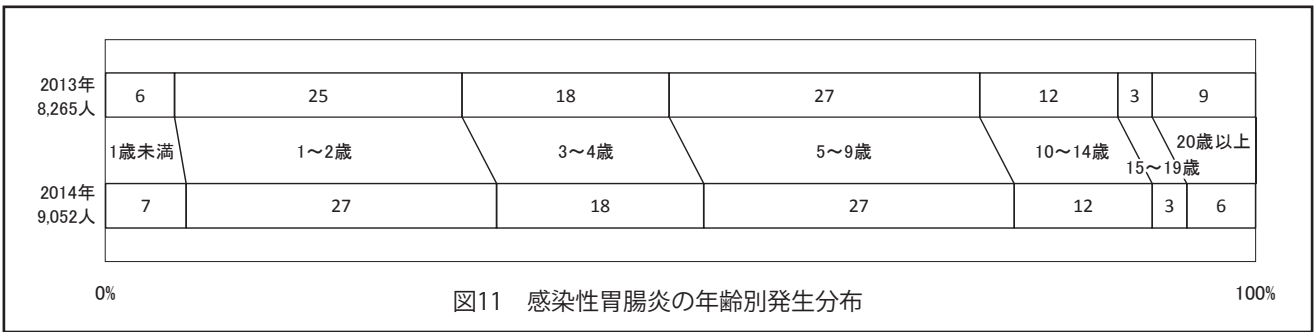 2013年
8,265人
6 25 18 27 12 3 9
1歳未満 1～2歳 3～4歳 5～9歳 10～14歳 15～19歳 20歳以上
2014年
9,052人
7 27 18 27 12 3 6
0% 100%
図11 感染性胃腸炎の年齢別発生分布